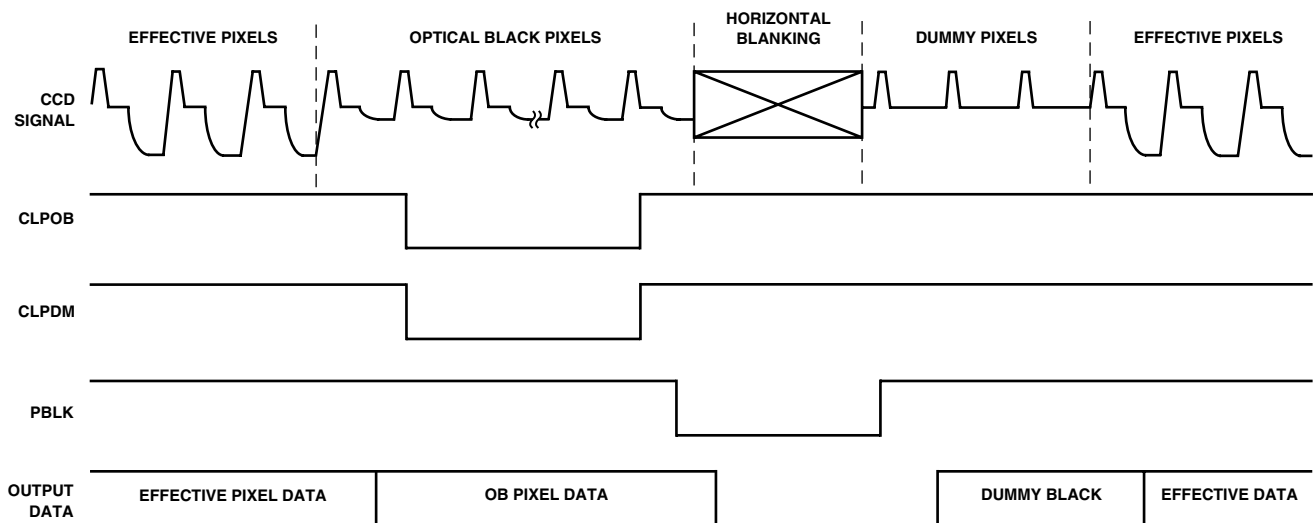 EFFECTIVE PIXELS
OPTICAL BLACK PIXELS
HORIZONTAL
BLANKING
DUMMY PIXELS
EFFECTIVE PIXELS
CCD
SIGNAL
CLPOB
CLPDM
PBLK
OUTPUT
DATA
EFFECTIVE PIXEL DATA
OB PIXEL DATA
DUMMY BLACK
EFFECTIVE DATA